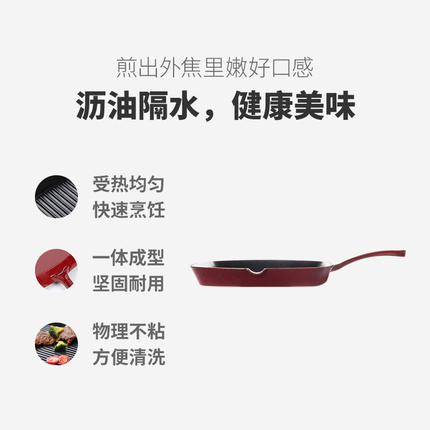 煎出外焦里嫩好口感
沥油隔水，健康美味
受热均匀
快速烹饪
一体成型
坚固耐用
物理不粘
方便清洗